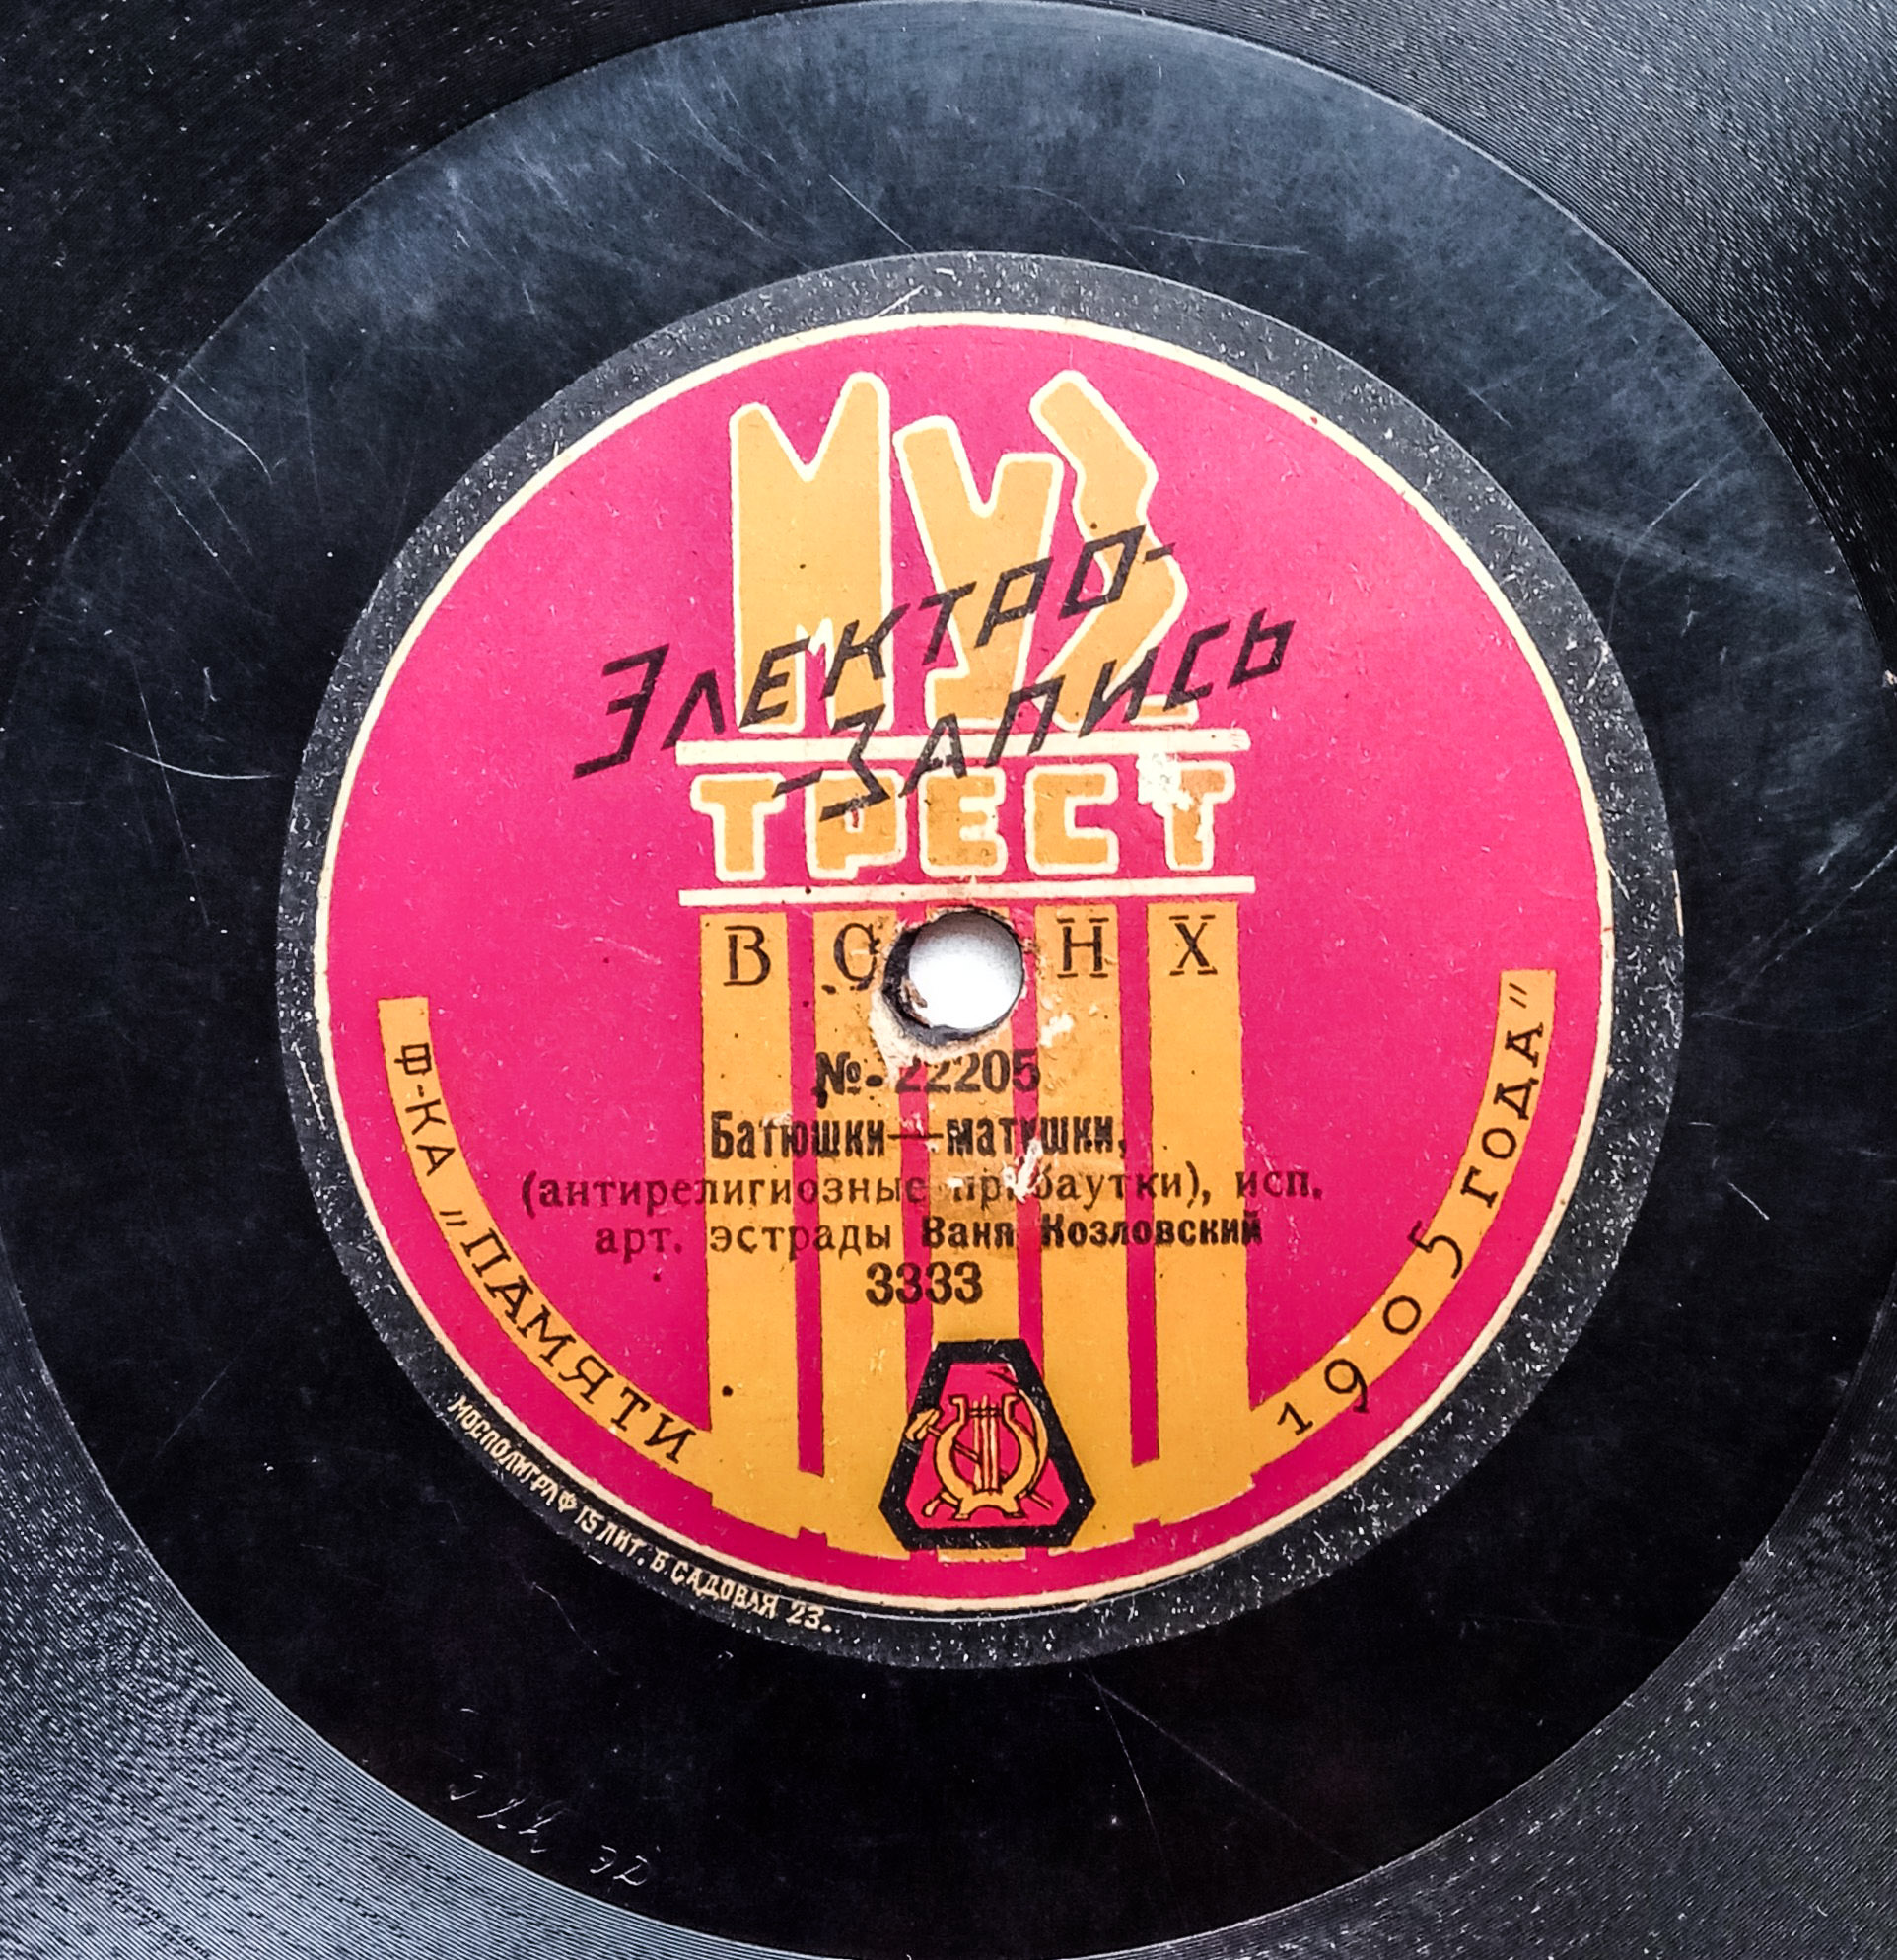 МУЗ
ЭЛЕКТРО-
-ЗАПИСЬ
ТРЕСТ
В С Н Х
№. 22205
Батюшки—матушки,
(антирелигиозные прибаутки), исп.
арт. эстрады Ваня Козловский
3333
Ф-КА "ПАМЯТИ
1905 ГОДА"
МОСПОЛИГРАФ 15 ЛИТ. Б. САДОВАЯ 23.